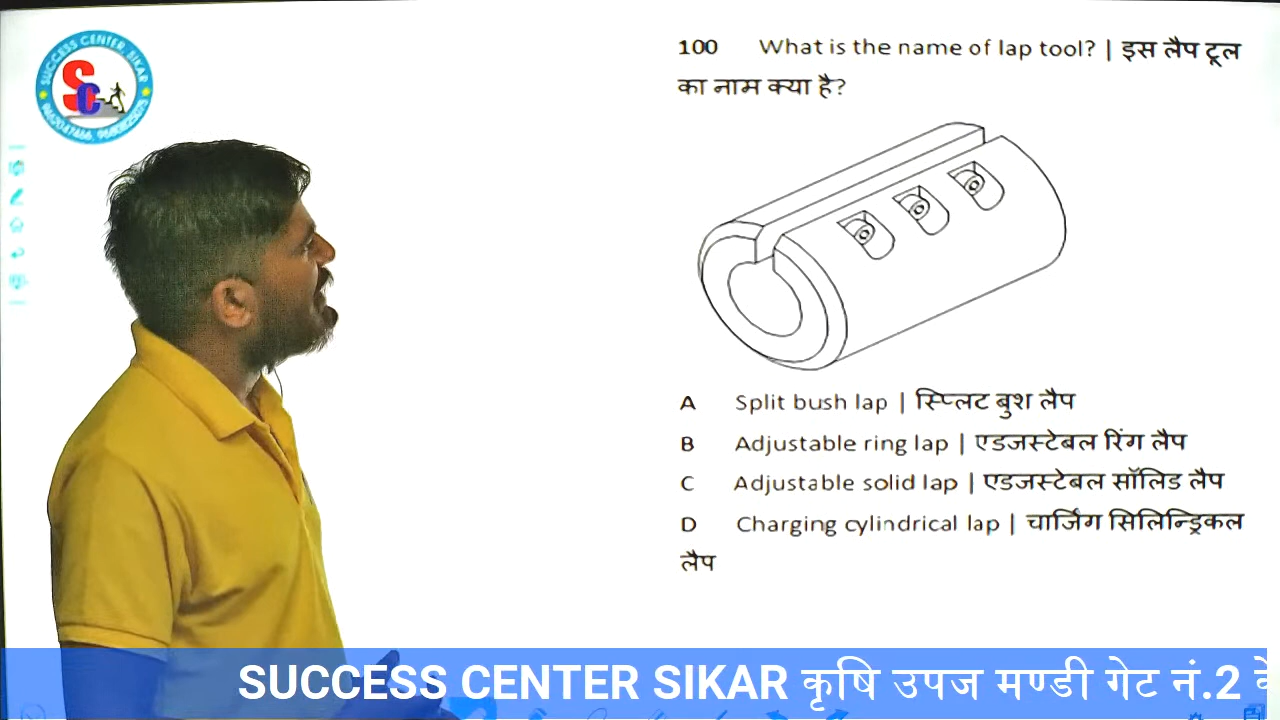 SUCCESS CENTER, SIKAR
SC
100 What is the name of lap tool? | इस लैप टूल
का नाम क्या है?
A Split bush lap | स्प्लिट बुश लैप
B Adjustable ring lap | एडजस्टेबल रिंग लैप
C Adjustable solid lap | एडजस्टेबल सॉलिड लैप
D Charging cylindrical lap | चार्जिंग सिलिन्ड्रिकल
लैप
SUCCESS CENTER SIKAR कृषि उपज मण्डी गेट नं.2 के